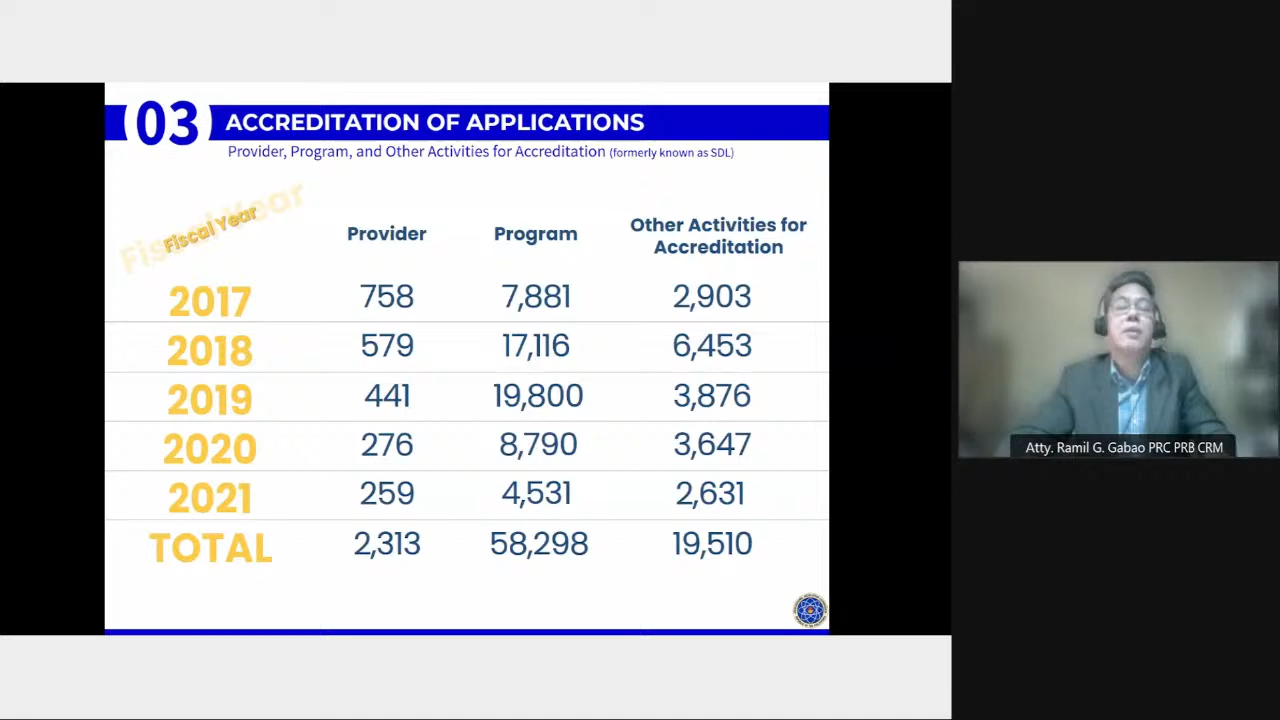 03
ACCREDITATION OF APPLICATIONS
Provider, Program, and Other Activities for Accreditation (formerly known as SDL)
Fiscal Year
Fiscal Year
Provider
Program
Other Activities for
Accreditation
2017 758 7,881 2,903
2018 579 17,116 6,453
2019 441 19,800 3,876
2020 276 8,790 3,647
2021 259 4,531 2,631
TOTAL 2,313 58,298 19,510
Atty. Ramil G. Gabao PRC PRB CRM